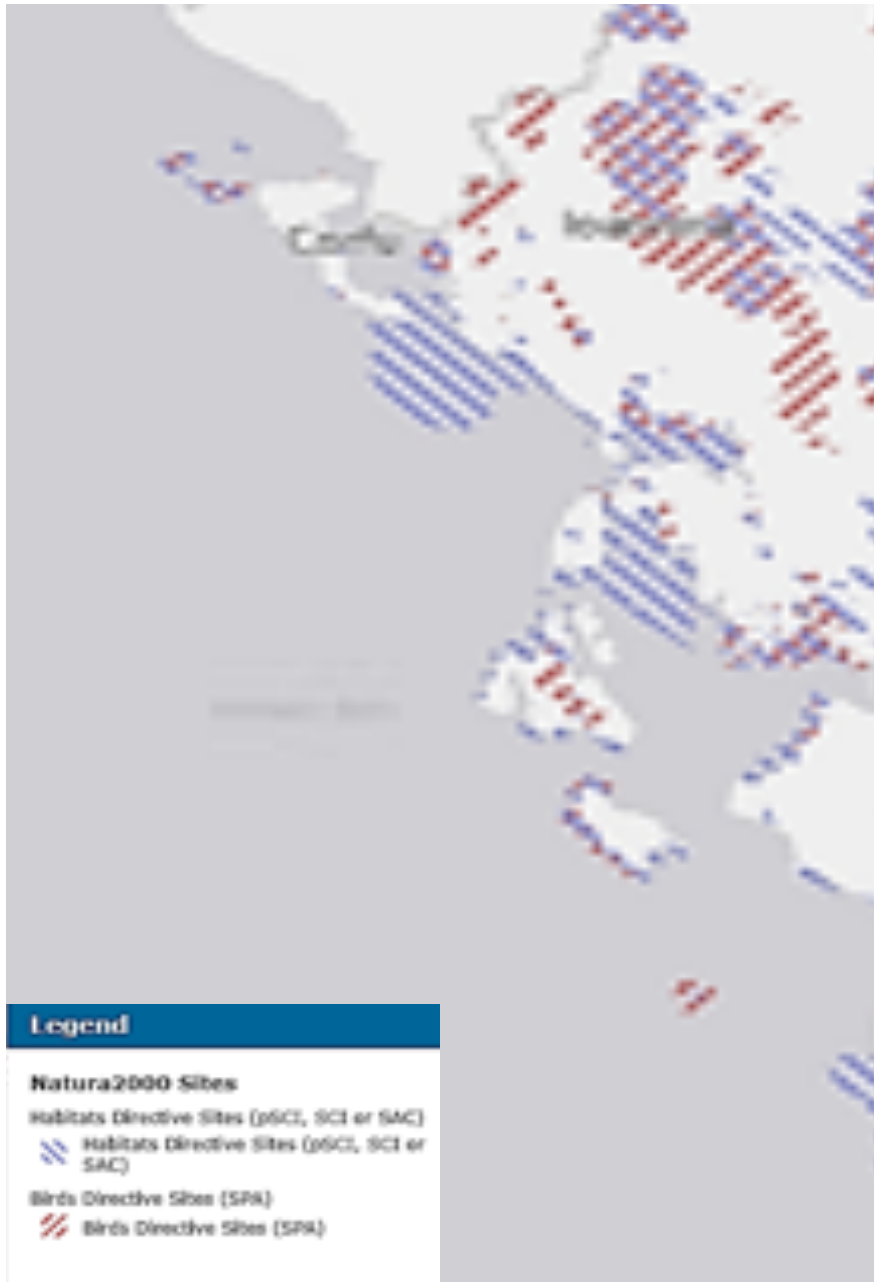 Ioannina
Corfu
Legend
Natura2000 Sites
Habitats Directive Sites (pSCI, SCI or SAC)
Habitats Directive Sites (pSCI, SCI or
SAC)
Birds Directive Sites (SPA)
Birds Directive Sites (SPA)